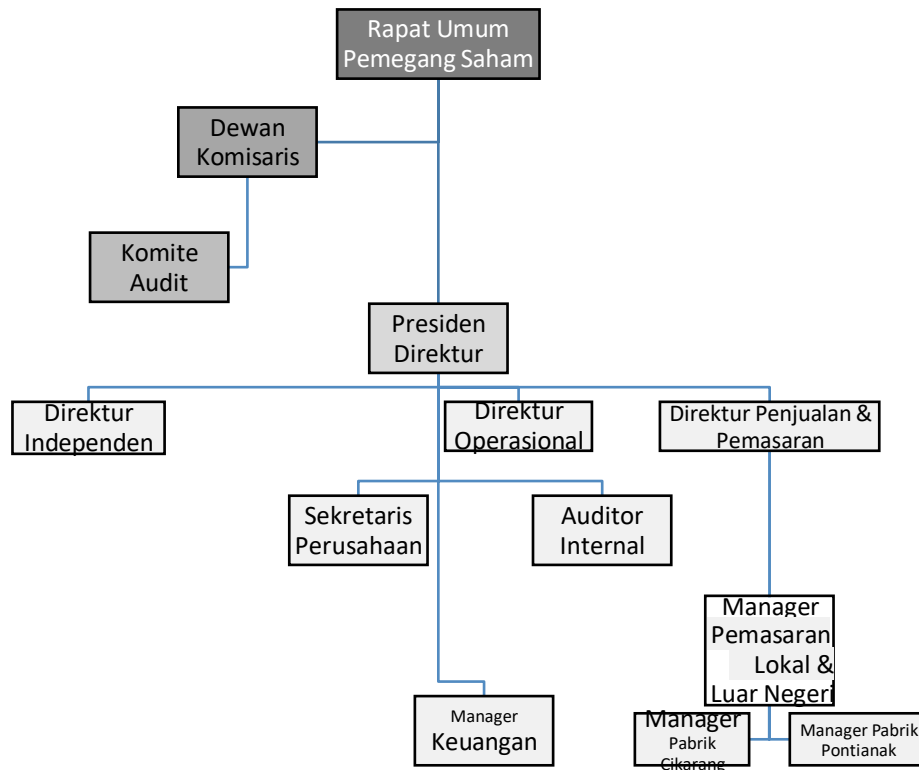 Rapat Umum
Pemegang Saham
Dewan
Komisaris
Komite
Audit
Presiden
Direktur
Direktur
Independen
Direktur
Operasional
Direktur Penjualan &
Pemasaran
Sekretaris
Perusahaan
Auditor
Internal
Manager
Pemasaran
Lokal &
Luar Negeri
Manager
Keuangan
Manager
Pabrik
Cikarang
Manager Pabrik
Pontianak